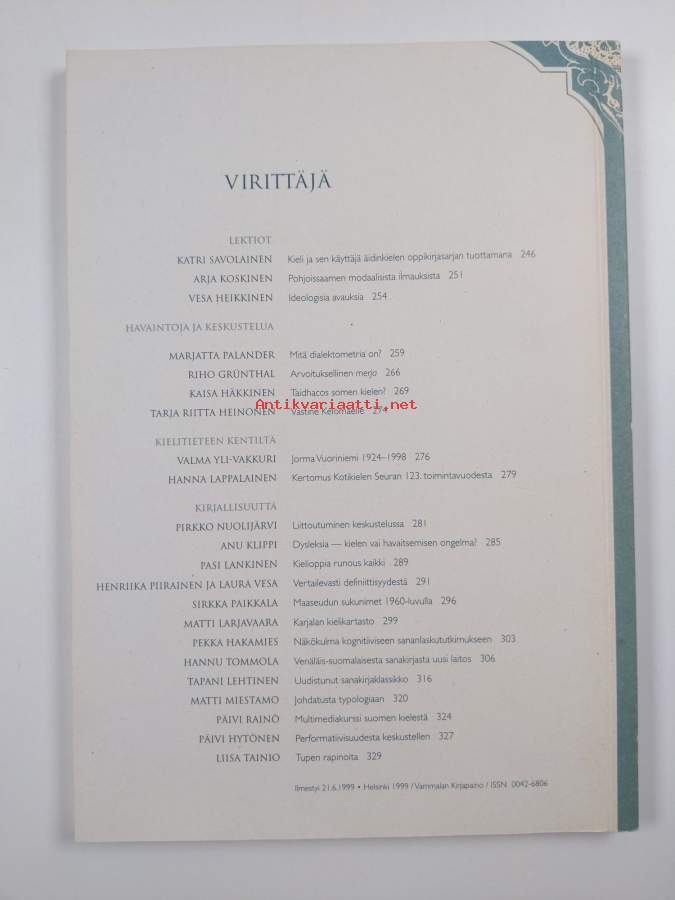 VIRITTÄJÄ
LEKTIOT
KATRI SAVOLAINEN Kieli ja sen käyttäjä äidinkielen oppikirjasarjan tuottamana 246
ARJA KOSKINEN Pohjoissaamen modaalisista ilmauksista 251
VESA HEIKKINEN Ideologisia avauksia 254
HAVAINTOJA JA KESKUSTELUA
MARJATTA PALANDER Mitä dialektometria on? 259
RIHO GRÜNTHAL Arvoituksellinen merjo 266
KAISA HÄKKINEN Taidhacos somen kielen? 269
Antikvariaatti.net
TARJA RIITTA HEINONEN Vastine Kelomäelle 274
KIELITIETEEN KENTILTÄ
VALMA YLI-VAKKURI Jorma Vuoriniemi 1924–1998 276
HANNA LAPPALAINEN Kertomus Kotikielen Seuran 123. toimintavuodesta 279
KIRJALLISUUTTA
PIRKKO NUOLIJÄRVI Liittoutuminen keskustelussa 281
ANU KLIPPI Dysleksia — kielen vai havaitsemisen ongelma? 285
PASI LANKINEN Kielioppia runous kaikki 289
HENRIIKA PIIRAINEN JA LAURA VESA Vertailevasti definiittisyydestä 291
SIRKKA PAIKKALA Maaseudun sukunimet 1960-luvulla 296
MATTI LARJAVAARA Karjalan kielikartasto 299
PEKKA HAKAMIES Näkökulma kognitiiviseen sananlaskututkimukseen 303
HANNU TOMMOLA Venäläis-suomalaisesta sanakirjasta uusi laitos 306
TAPANI LEHTINEN Uudistunut sanakirjaklassikko 316
MATTI MIESTAMO Johdatusta typologiaan 320
PÄIVI RAINÒ Multimediakurssi suomen kielestä 324
PÄIVI HYTÖNEN Performatiivisuudesta keskustellen 327
LIISA TAINIO Tupen rapinoita 329
Ilmestyi 21.6.1999 • Helsinki 1999 / Vammalan Kirjapaino / ISSN 0042-6806